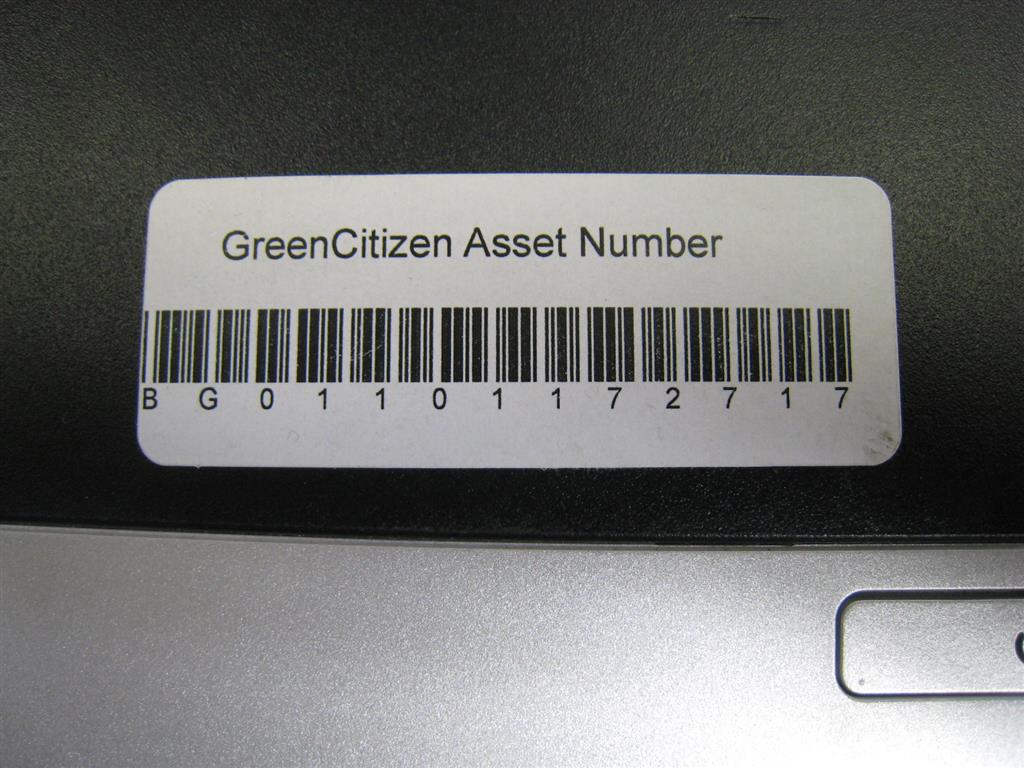 GreenCitizen Asset Number
B G 0 1 1 0 1 1 7 2 7 1 7